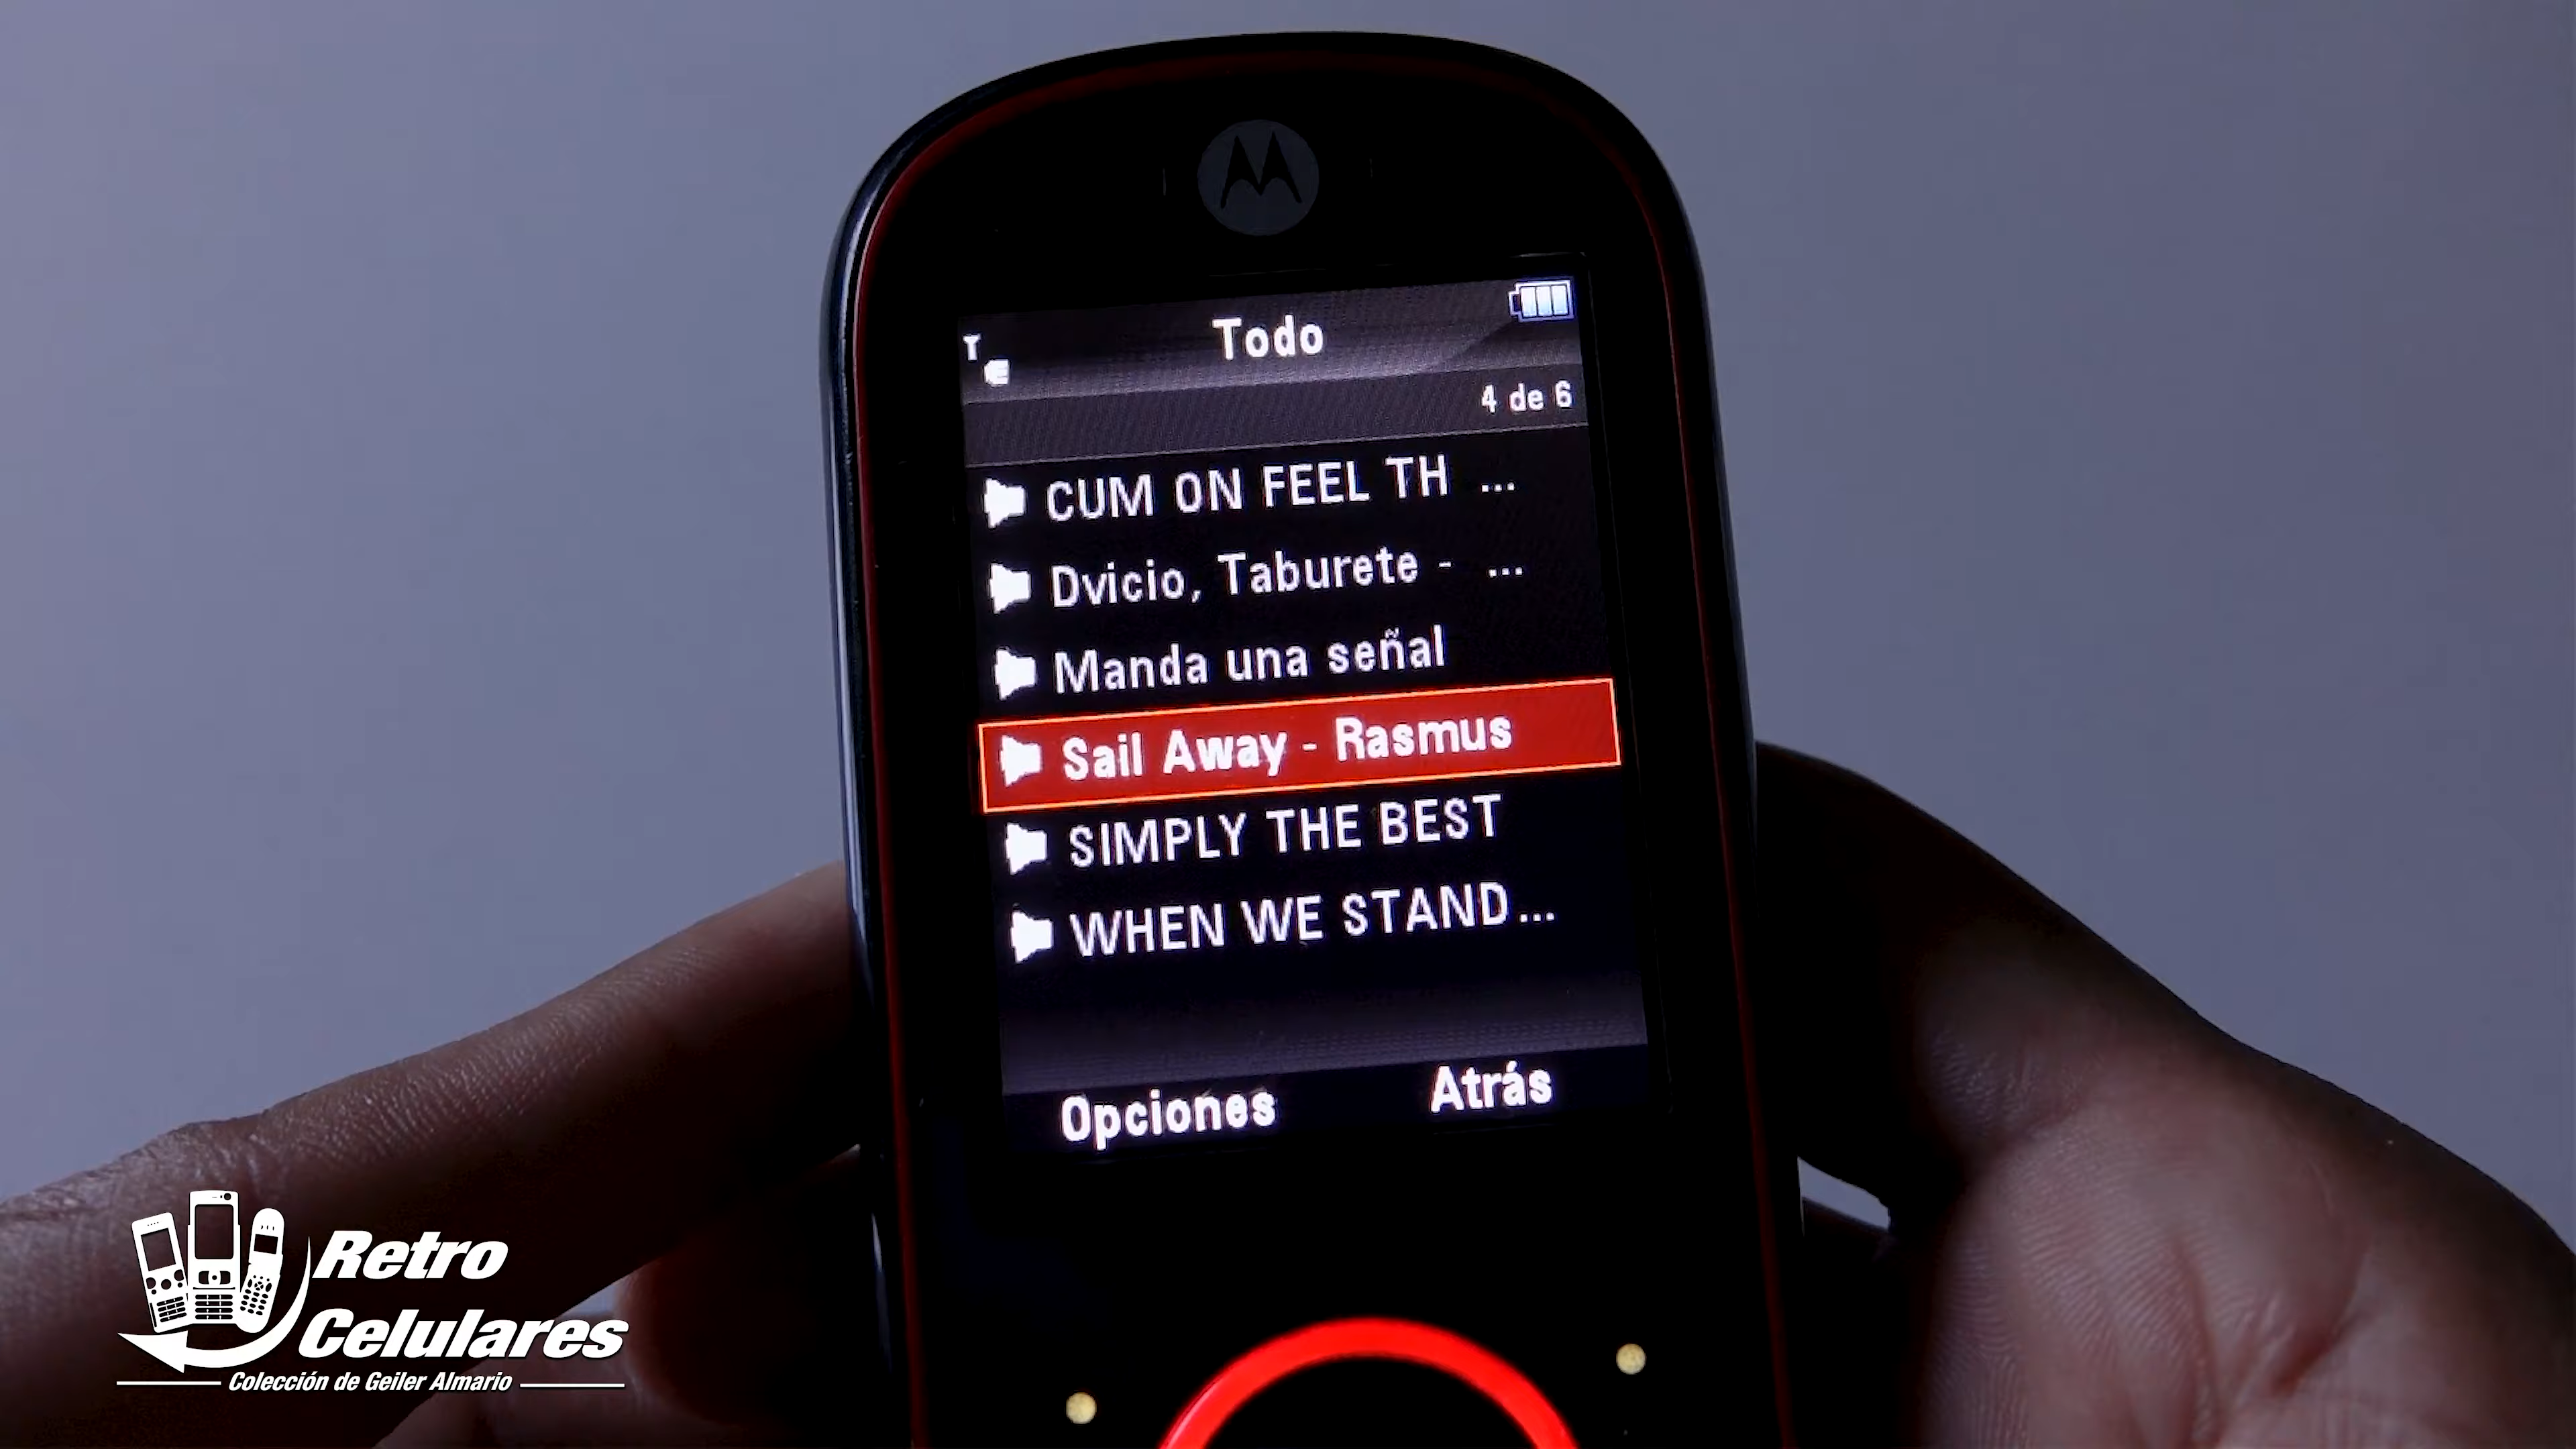 Todo
4 de 6
CUM ON FEEL TH ...
Dvicio, Taburete - ...
Manda una señal
Sail Away - Rasmus
SIMPLY THE BEST
WHEN WE STAND...
Opciones Atrás
Retro
Celulares
Colección de Geiler Almario